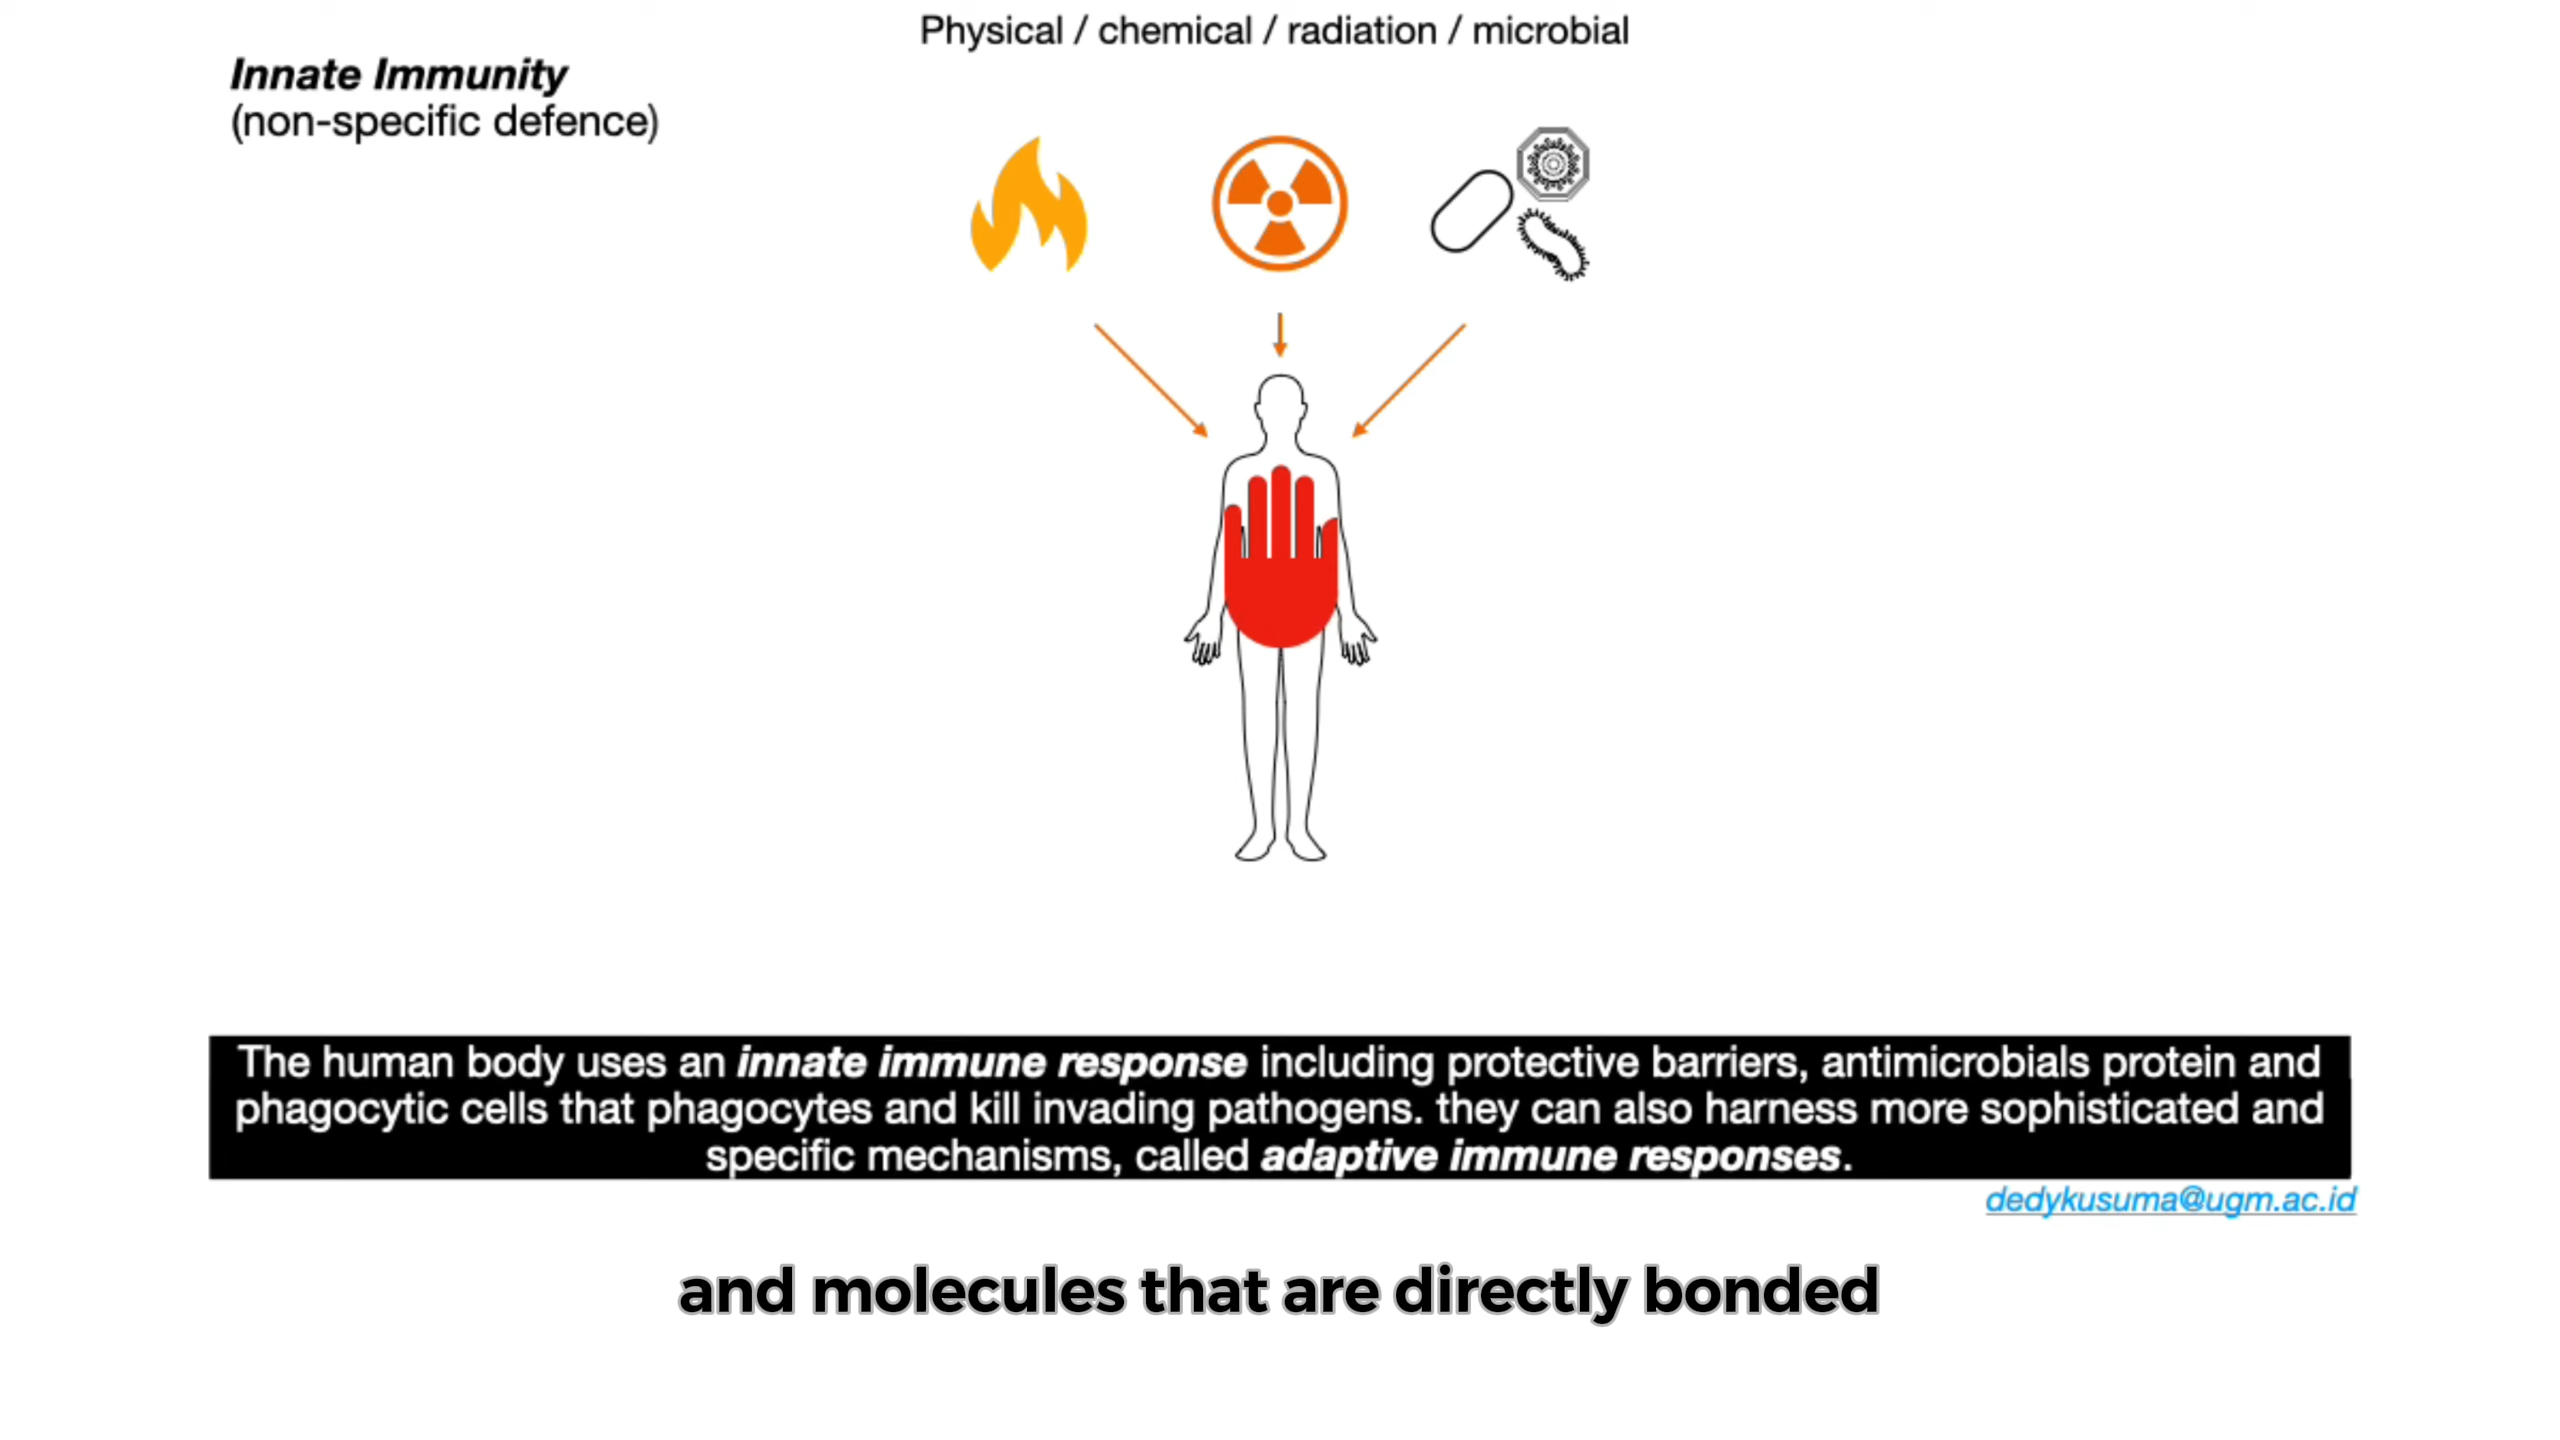 Physical / chemical / radiation / microbial
Innate Immunity
(non-specific defence)
The human body uses an innate immune response including protective barriers, antimicrobials protein and
phagocytic cells that phagocytes and kill invading pathogens. they can also harness more sophisticated and
specific mechanisms, called adaptive immune responses.
dedykusuma@ugm.ac.id
and molecules that are directly bonded